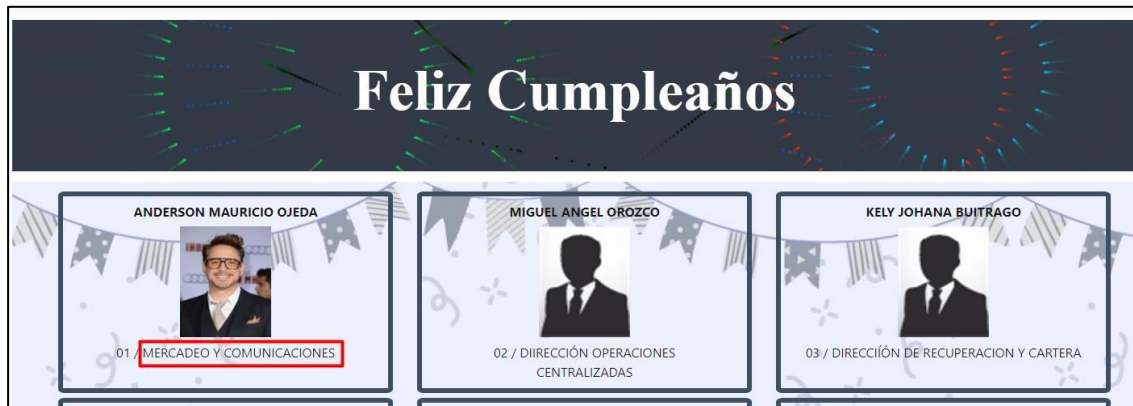 Feliz Cumpleaños
ANDERSON MAURICIO OJEDA
01 / MERCADEO Y COMUNICACIONES
MIGUEL ANGEL OROZCO
02 / DIIRECCIÓN OPERACIONES
CENTRALIZADAS
KELY JOHANA BUITRAGO
03 / DIRECCIÍÓN DE RECUPERACION Y CARTERA